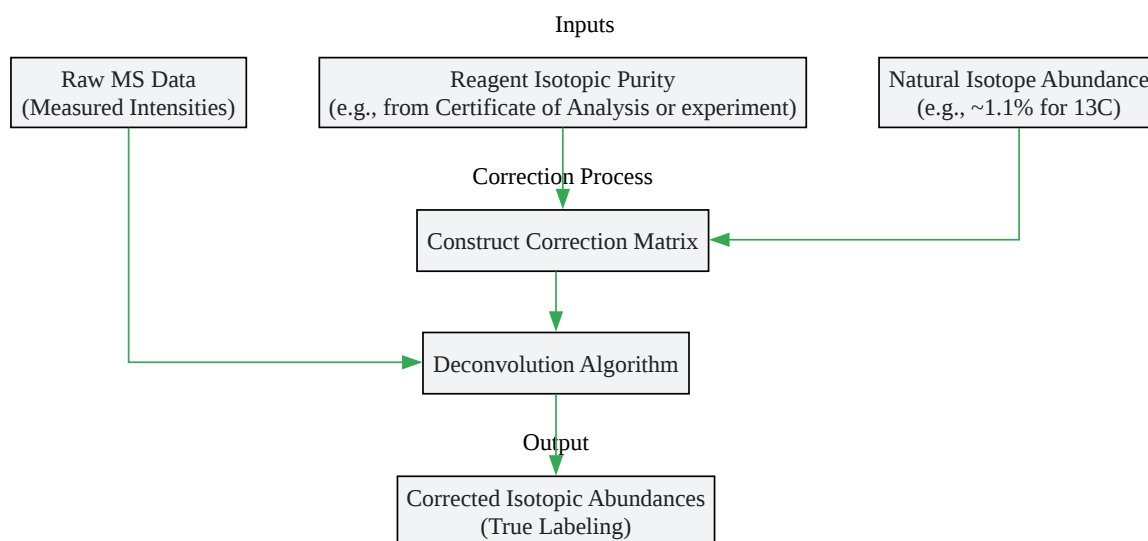 Inputs
Raw MS Data
(Measured Intensities)
Reagent Isotopic Purity
(e.g., from Certificate of Analysis or experiment)
Natural Isotope Abundance
(e.g., ~1.1% for 13C)
Correction Process
Construct Correction Matrix
Deconvolution Algorithm
Output
Corrected Isotopic Abundances
(True Labeling)